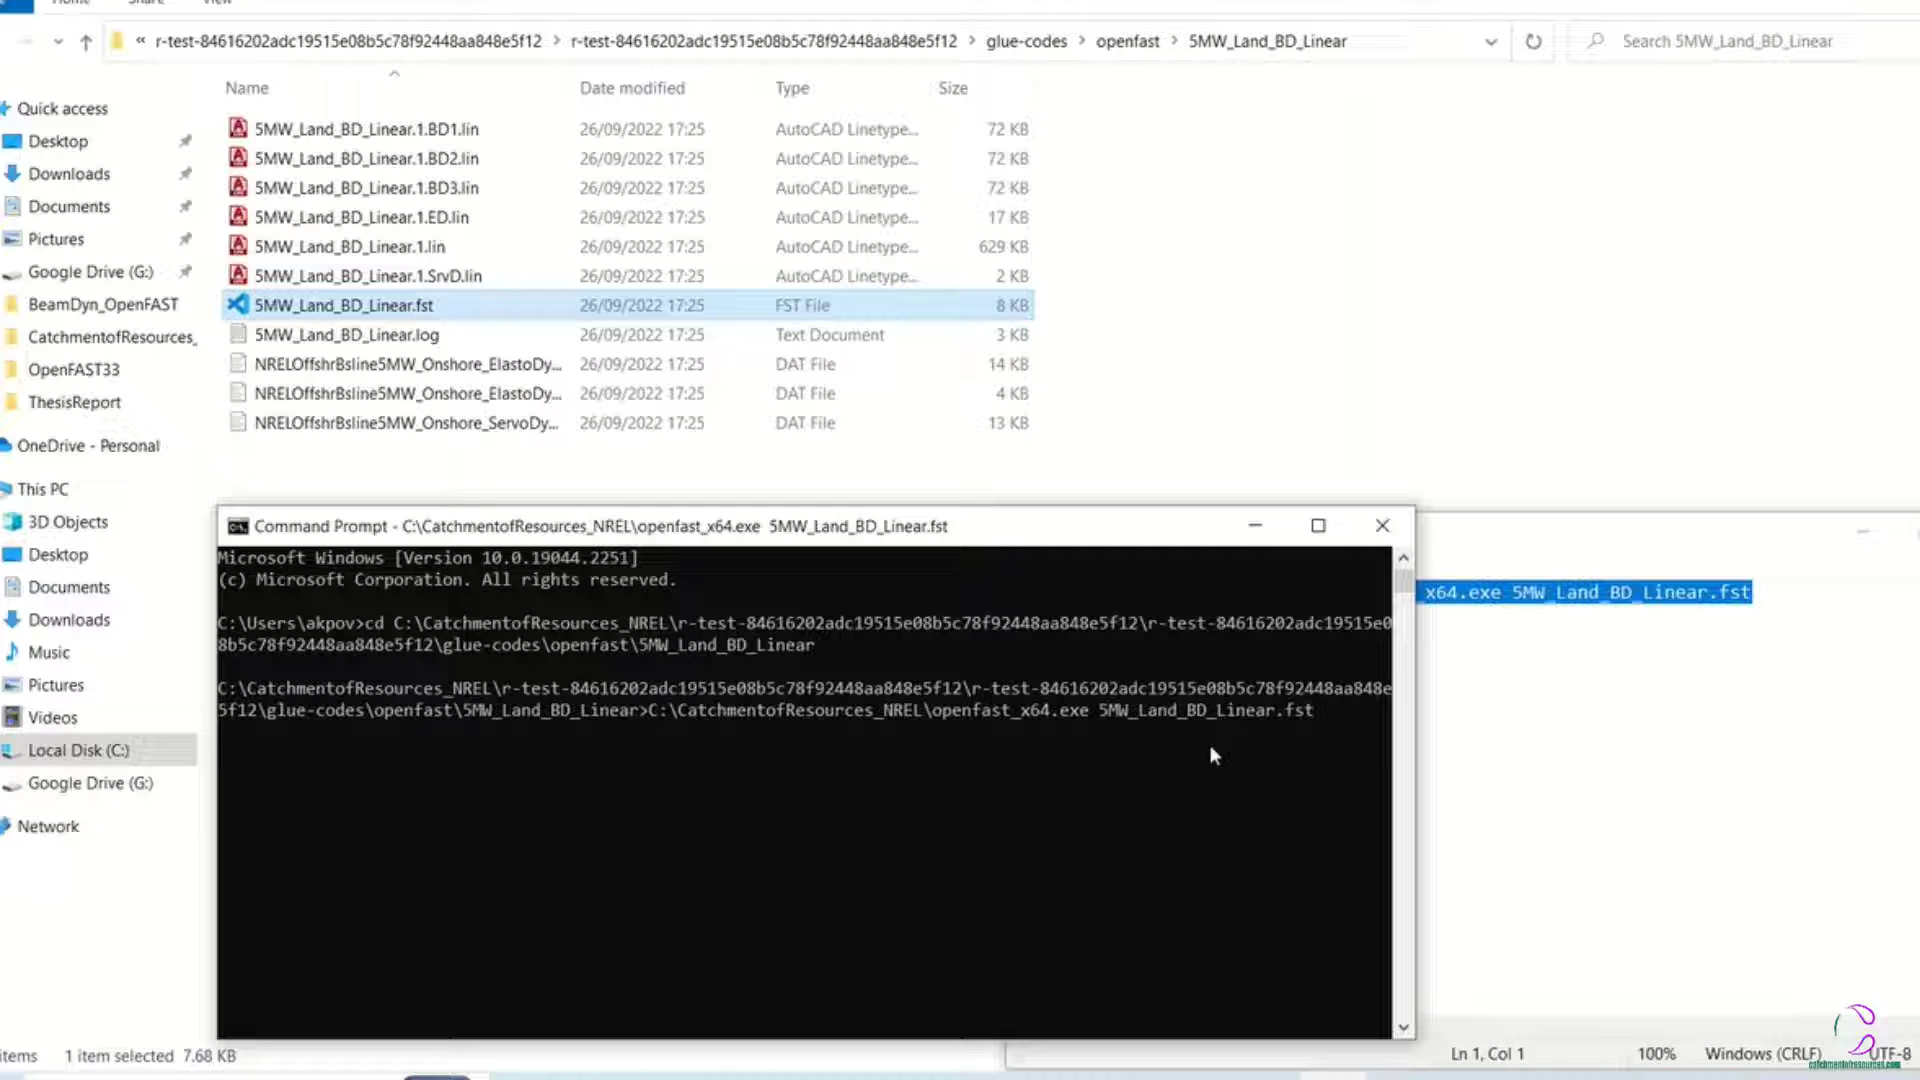 Home Share View
« r-test-84616202adc19515e08b5c78f92448aa848e5f12 > r-test-84616202adc19515e08b5c78f92448aa848e5f12 > glue-codes > openfast > 5MW_Land_BD_Linear
Search 5MW_Land_BD_Linear
Name Date modified Type Size
5MW_Land_BD_Linear.1.BD1.lin 26/09/2022 17:25 AutoCAD Linetype... 72 KB
5MW_Land_BD_Linear.1.BD2.lin 26/09/2022 17:25 AutoCAD Linetype... 72 KB
5MW_Land_BD_Linear.1.BD3.lin 26/09/2022 17:25 AutoCAD Linetype... 72 KB
5MW_Land_BD_Linear.1.ED.lin 26/09/2022 17:25 AutoCAD Linetype... 17 KB
5MW_Land_BD_Linear.1.lin 26/09/2022 17:25 AutoCAD Linetype... 629 KB
5MW_Land_BD_Linear.1.SrvD.lin 26/09/2022 17:25 AutoCAD Linetype... 2 KB
5MW_Land_BD_Linear.fst 26/09/2022 17:25 FST File 8 KB
5MW_Land_BD_Linear.log 26/09/2022 17:25 Text Document 3 KB
NRELOffshrBsline5MW_Onshore_ElastoDy... 26/09/2022 17:25 DAT File 14 KB
NRELOffshrBsline5MW_Onshore_ElastoDy... 26/09/2022 17:25 DAT File 4 KB
NRELOffshrBsline5MW_Onshore_ServoDy... 26/09/2022 17:25 DAT File 13 KB
Quick access
Desktop
Downloads
Documents
Pictures
Google Drive (G:)
BeamDyn_OpenFAST
CatchmentofResources_
OpenFAST33
ThesisReport
OneDrive - Personal
This PC
3D Objects
Desktop
Documents
Downloads
Music
Pictures
Videos
Local Disk (C:)
Google Drive (G:)
Network
Command Prompt - C:\CatchmentofResources_NREL\openfast_x64.exe 5MW_Land_BD_Linear.fst
Microsoft Windows [Version 10.0.19044.2251]
(c) Microsoft Corporation. All rights reserved.
C:\Users\akpov>cd C:\CatchmentofResources_NREL\r-test-84616202adc19515e08b5c78f92448aa848e5f12\r-test-84616202adc19515e0
8b5c78f92448aa848e5f12\glue-codes\openfast\5MW_Land_BD_Linear
C:\CatchmentofResources_NREL\r-test-84616202adc19515e08b5c78f92448aa848e5f12\r-test-84616202adc19515e08b5c78f92448aa848e
5f12\glue-codes\openfast\5MW_Land_BD_Linear>C:\CatchmentofResources_NREL\openfast_x64.exe 5MW_Land_BD_Linear.fst
x64.exe 5MW_Land_BD_Linear.fst
items 1 item selected 7.68 KB
Ln 1, Col 1 100% Windows (CRLF) UTF-8
catchmentofresources.com